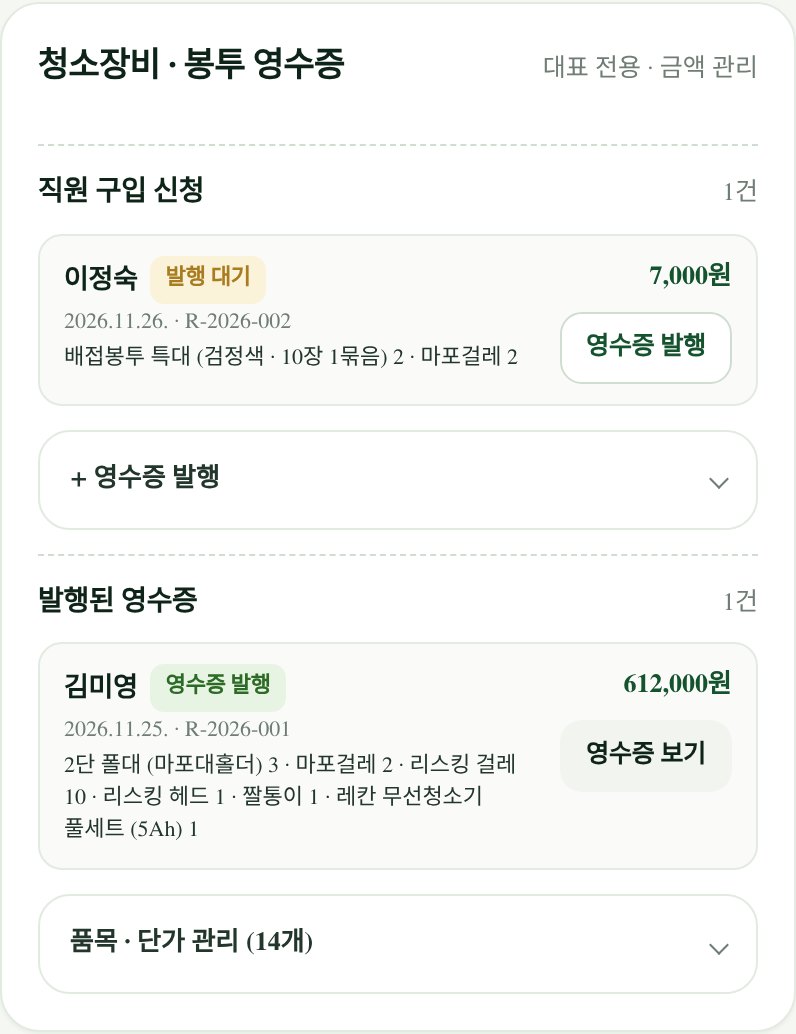 청소장비 · 봉투 영수증
대표 전용 · 금액 관리
직원 구입 신청
1건
이정숙
발행 대기
7,000원
2026.11.26. · R-2026-002
배접봉투 특대 (검정색 · 10장 1묶음) 2 · 마포걸레 2
영수증 발행
+ 영수증 발행
발행된 영수증
1건
김미영
영수증 발행
612,000원
2026.11.25. · R-2026-001
2단 폴대 (마포대홀더) 3 · 마포걸레 2 · 리스킹 걸레
10 · 리스킹 헤드 1 · 짤통이 1 · 레칸 무선청소기
풀세트 (5Ah) 1
영수증 보기
품목 · 단가 관리 (14개)